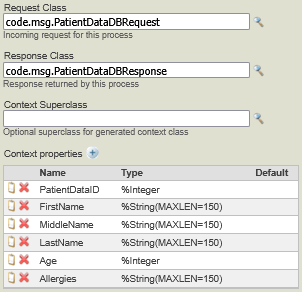 Request Class
code.msg.PatientDataDBRequest
Incoming request for this process
Response Class
code.msg.PatientDataDBResponse
Response returned by this process
Context Superclass
Optional superclass for generated context class
Context properties
Name Type Default
PatientDataID %Integer
FirstName %String(MAXLEN=150)
MiddleName %String(MAXLEN=150)
LastName %String(MAXLEN=150)
Age %Integer
Allergies %String(MAXLEN=150)